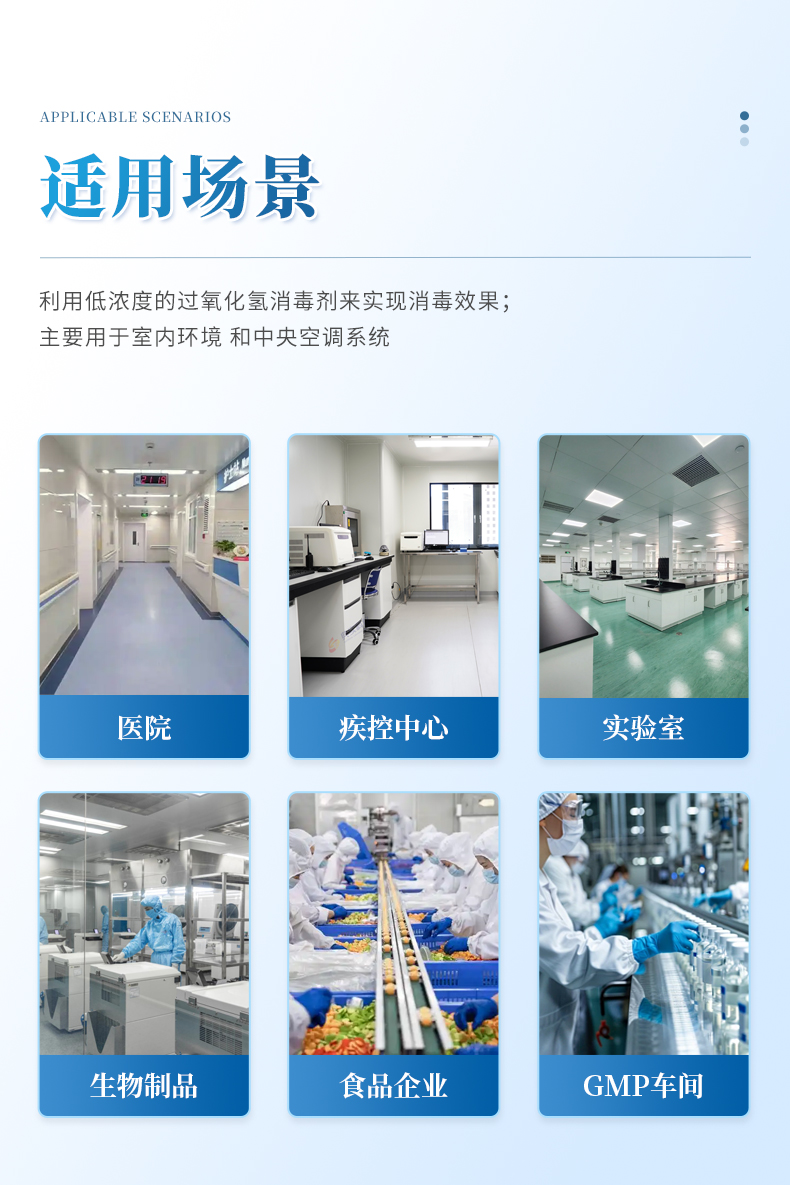 APPLICABLE SCENARIOS
适用场景
利用低浓度的过氧化氢消毒剂来实现消毒效果；
主要用于室内环境 和中央空调系统
护士站
医院
疾控中心
实验室
生物制品
食品企业
GMP车间